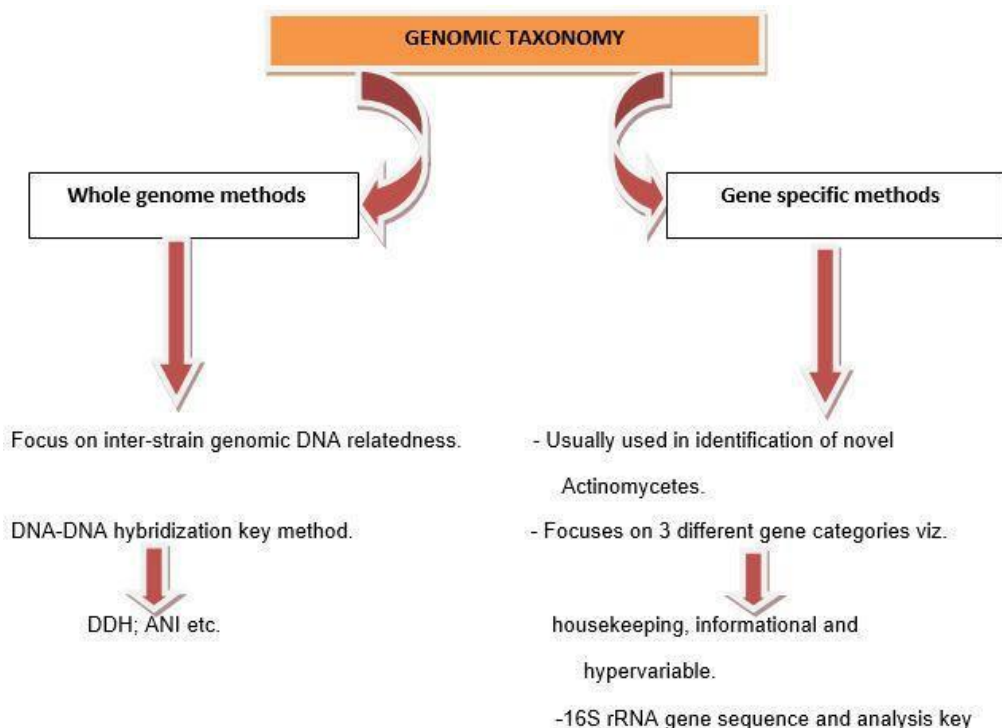 GENOMIC TAXONOMY
Whole genome methods
Focus on inter-strain genomic DNA relatedness.
DNA-DNA hybridization key method.
DDH; ANI etc.
Gene specific methods
- Usually used in identification of novel
Actinomycetes.
- Focuses on 3 different gene categories viz.
housekeeping, informational and
hypervariable.
-16S rRNA gene sequence and analysis key